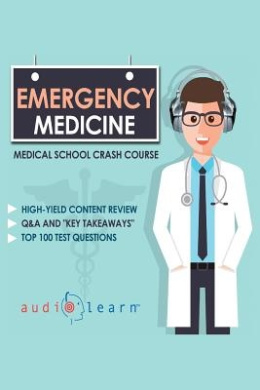 EMERGENCY
MEDICINE
MEDICAL SCHOOL CRASH COURSE
HIGH-YIELD CONTENT REVIEW
Q&A AND "KEY TAKEAWAYS"
TOP 100 TEST QUESTIONS
audiolearn